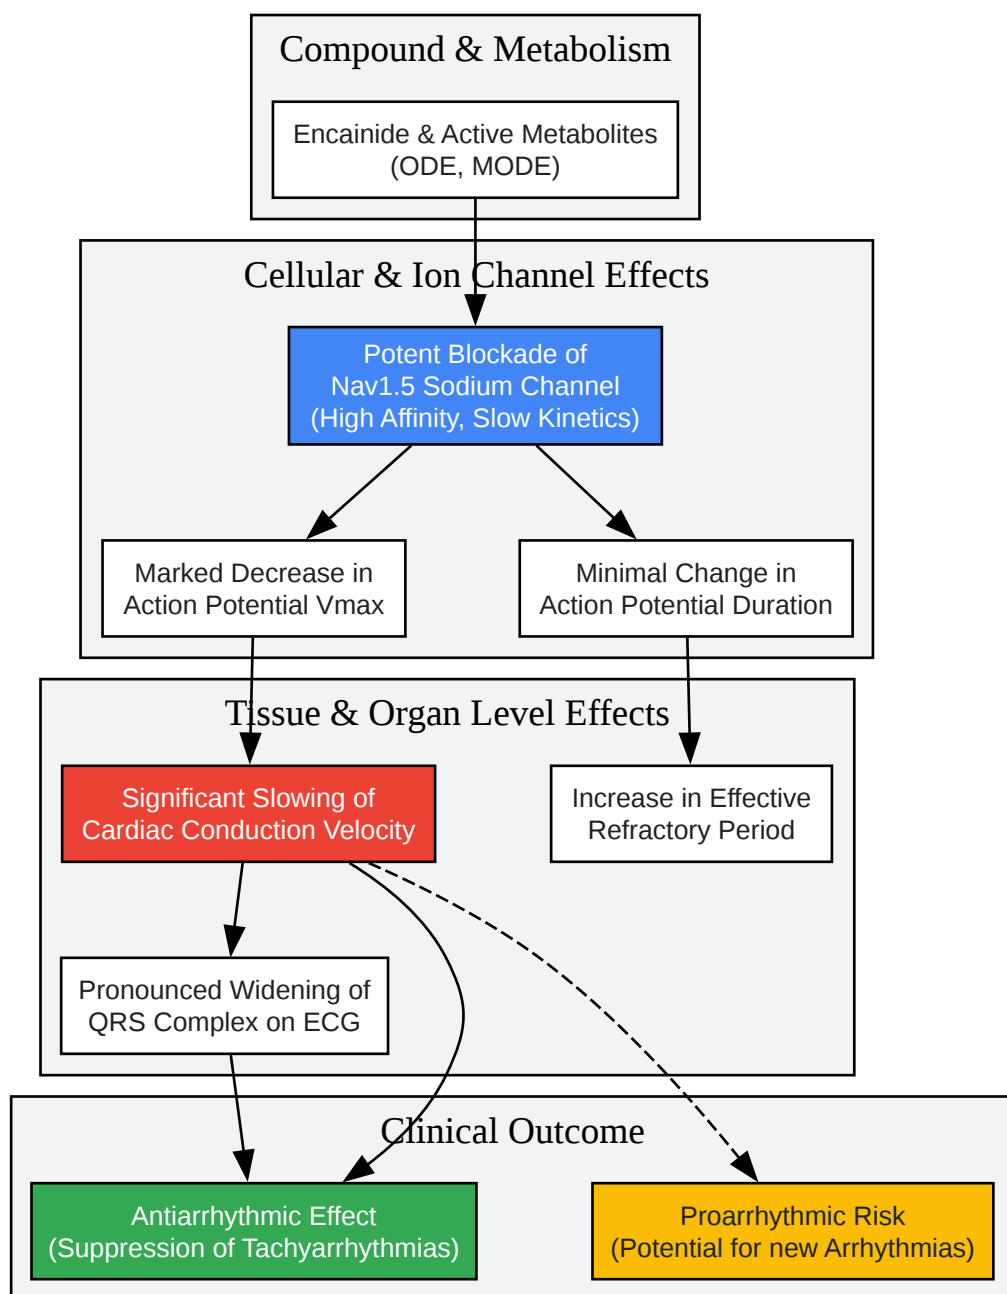 Compound & Metabolism
Encainide & Active Metabolites
(ODE, MODE)
Cellular & Ion Channel Effects
Potent Blockade of
Nav1.5 Sodium Channel
(High Affinity, Slow Kinetics)
Marked Decrease in
Action Potential Vmax
Minimal Change in
Action Potential Duration
Tissue & Organ Level Effects
Significant Slowing of
Cardiac Conduction Velocity
Increase in Effective
Refractory Period
Pronounced Widening of
QRS Complex on ECG
Clinical Outcome
Antiarrhythmic Effect
(Suppression of Tachyarrhythmias)
Proarrhythmic Risk
(Potential for new Arrhythmias)